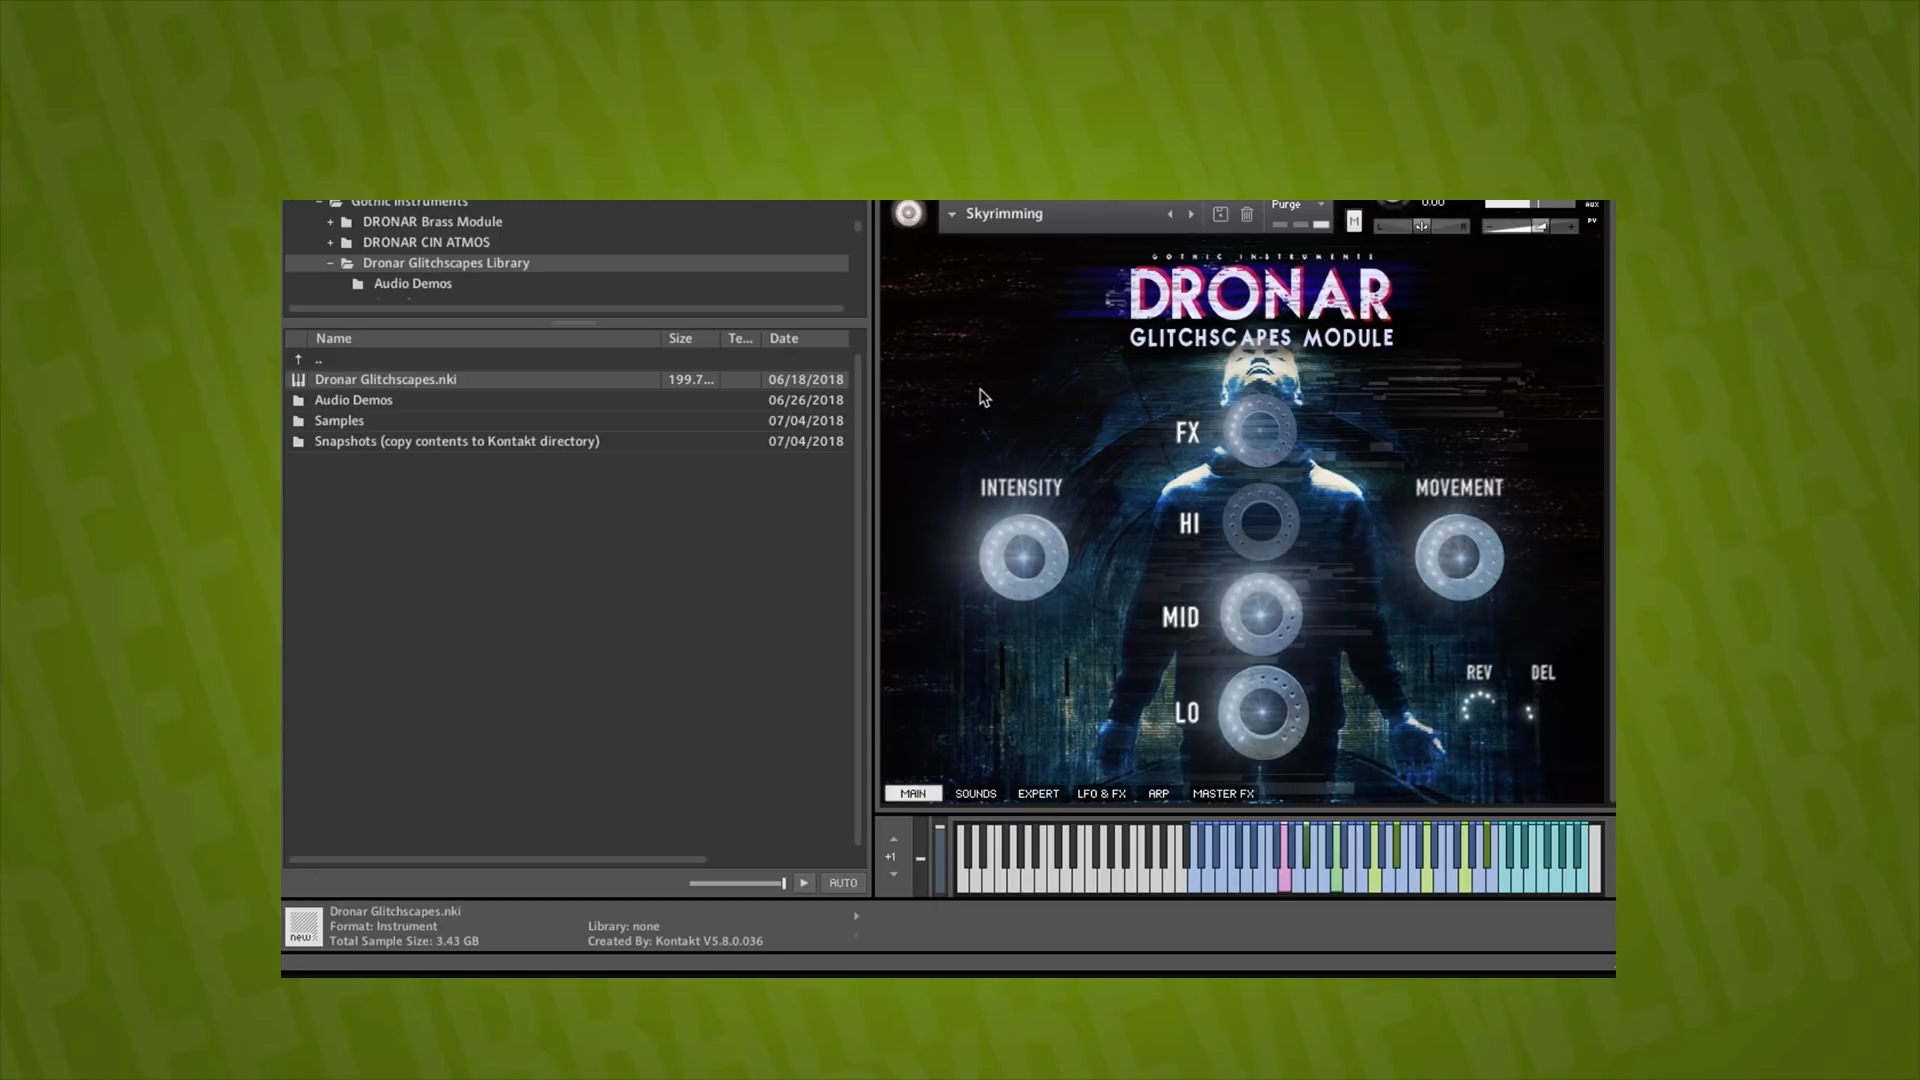 Gothic Instruments
DRONAR Brass Module
DRONAR CIN ATMOS
Dronar Glitchscapes Library
Audio Demos
Name Size Te... Date
..
Dronar Glitchscapes.nki 199.7... 06/18/2018
Audio Demos 06/26/2018
Samples 07/04/2018
Snapshots (copy contents to Kontakt directory) 07/04/2018
AUTO
new
Dronar Glitchscapes.nki
Format: Instrument
Total Sample Size: 3.43 GB
Library: none
Created By: Kontakt V5.8.0.036
Skyrimming
Purge
M
0.00
L R
AUX
PV
GOTHIC INSTRUMENTS
DRONAR
GLITCHSCAPES MODULE
FX
INTENSITY
MOVEMENT
HI
MID
REV
DEL
LO
MAIN SOUNDS EXPERT LFO & FX ARP MASTER FX
+1